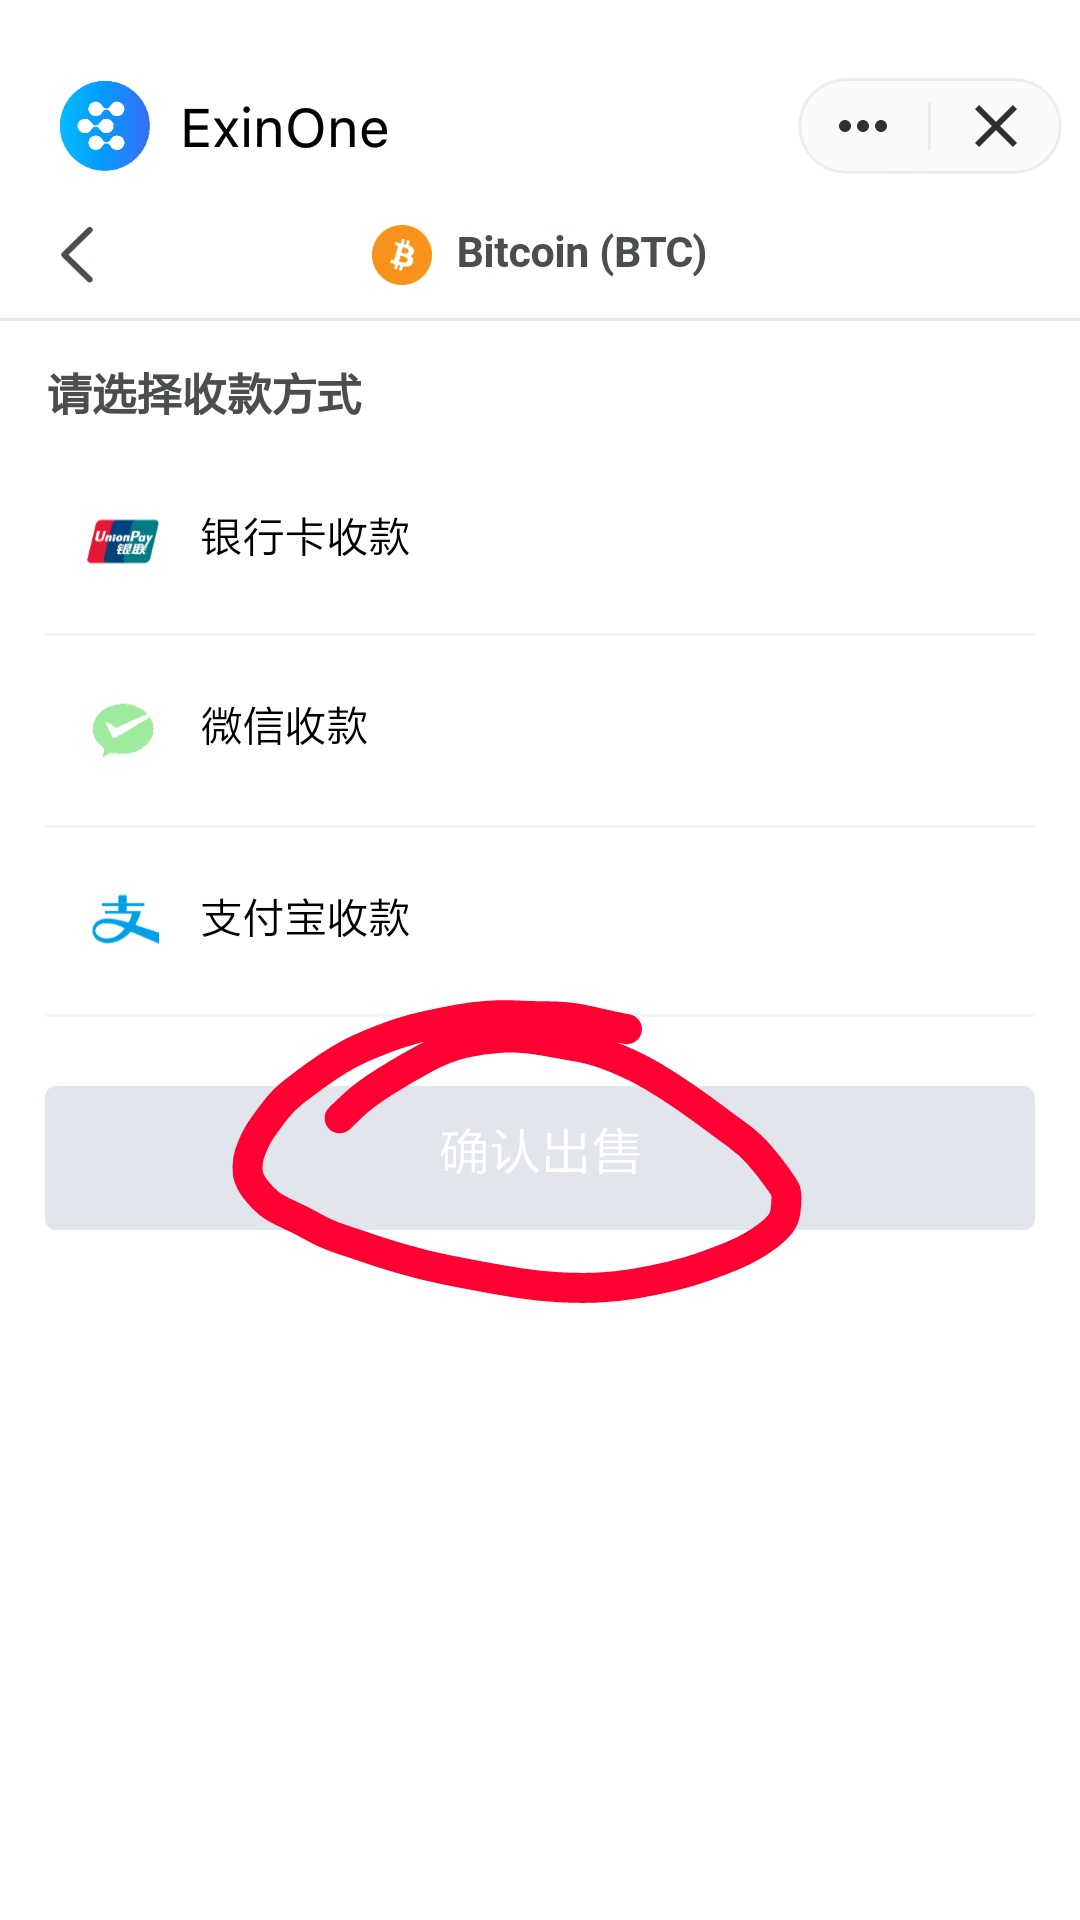 ExinOne
Bitcoin (BTC)
请选择收款方式
UnionPay
银联
银行卡收款
微信收款
支付宝收款
确认出售